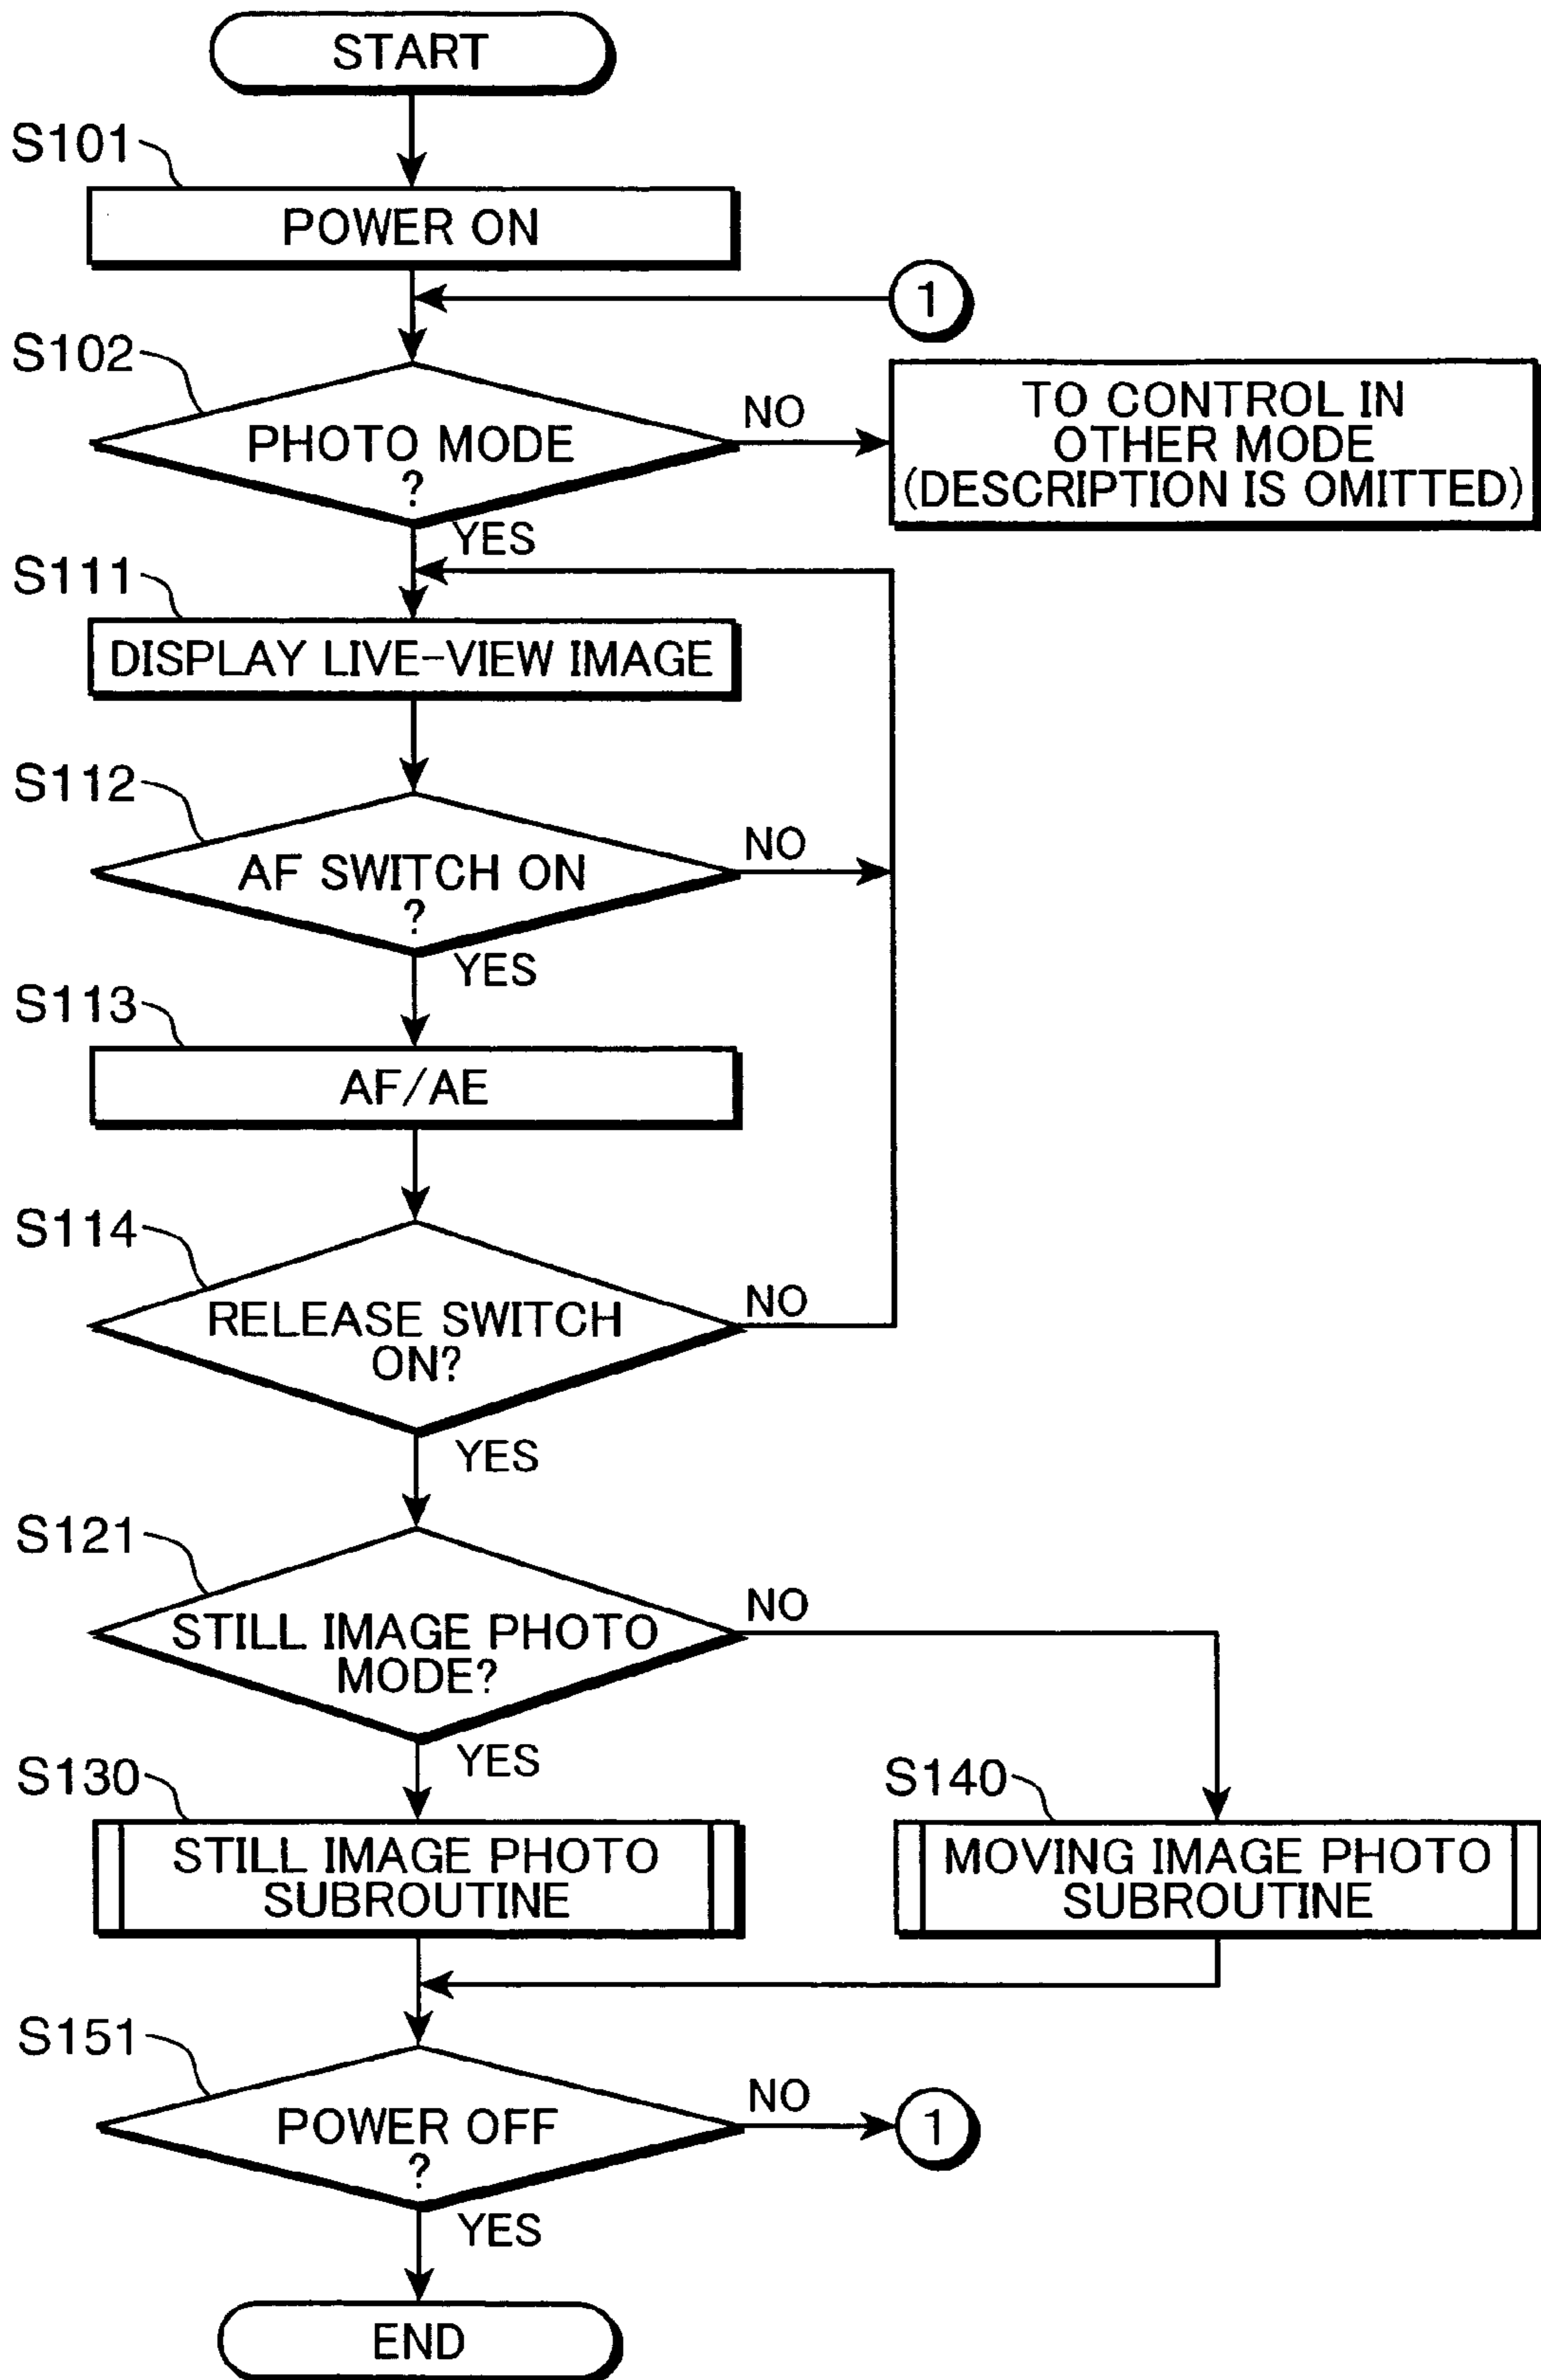 START
S101
POWER ON
1
S102
PHOTO MODE
?
NO
TO CONTROL IN
OTHER MODE
(DESCRIPTION IS OMITTED)
YES
S111
DISPLAY LIVE-VIEW IMAGE
S112
AF SWITCH ON
?
NO
YES
S113
AF/AE
S114
RELEASE SWITCH
ON?
NO
YES
S121
STILL IMAGE PHOTO
MODE?
NO
YES
S130
STILL IMAGE PHOTO
SUBROUTINE
S140
MOVING IMAGE PHOTO
SUBROUTINE
S151
POWER OFF
?
NO
1
YES
END